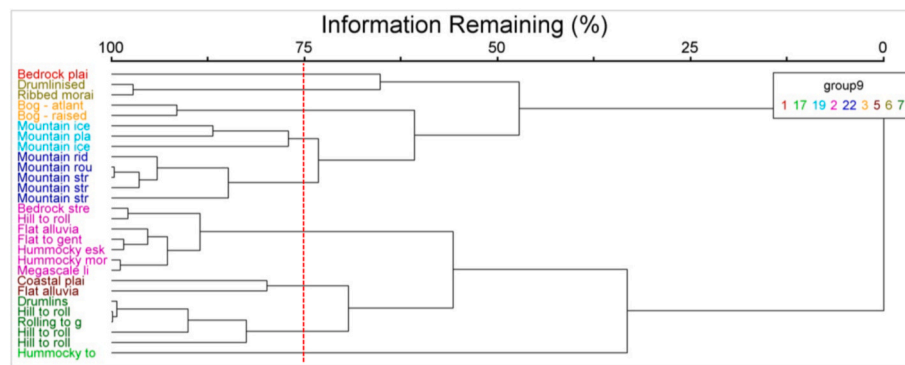 Information Remaining (%)
100 75 50 25 0
Bedrock plai
Drumlinised
Ribbed morai
Bog - atlant
Bog - raised
Mountain ice
Mountain pla
Mountain ice
Mountain rid
Mountain rou
Mountain str
Mountain str
Mountain str
Bedrock stre
Hill to roll
Flat alluvia
Flat to gent
Hummocky esk
Hummocky mor
Megascale li
Coastal plai
Flat alluvia
Drumlins
Hill to roll
Rolling to g
Hill to roll
Hill to roll
Hummocky to
group9
1 17 19 2 22 3 5 6 7